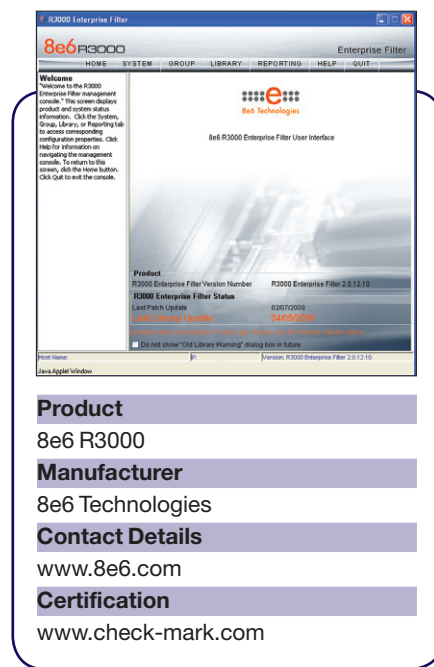 R3000 Enterprise Filter
8e6 R3000
Enterprise Filter
HOME SYSTEM GROUP LIBRARY REPORTING HELP QUIT
Welcome
"Welcome to the R3000
Enterprise Filter management
console." This screen displays
product and system status
information. Click the System,
Group, Library, or Reporting tab
to access corresponding
configuration properties. Click
Help for information on
navigating the management
console. To return to this
screen, click the Home button.
Click Quit to exit the console.
e
8e6 Technologies
8e6 R3000 Enterprise Filter User Interface
Product
R3000 Enterprise Filter Version Number R3000 Enterprise Filter 2.0.12.10
R3000 Enterprise Filter Status
Last Patch Update 02/07/2008
Last Library Update
Do not show "Old Library Warning" dialog box in future
Host Name: IP: Version: R3000 Enterprise Filter 2.0.12.10
Java Applet Window
Product
8e6 R3000
Manufacturer
8e6 Technologies
Contact Details
www.8e6.com
Certification
www.check-mark.com